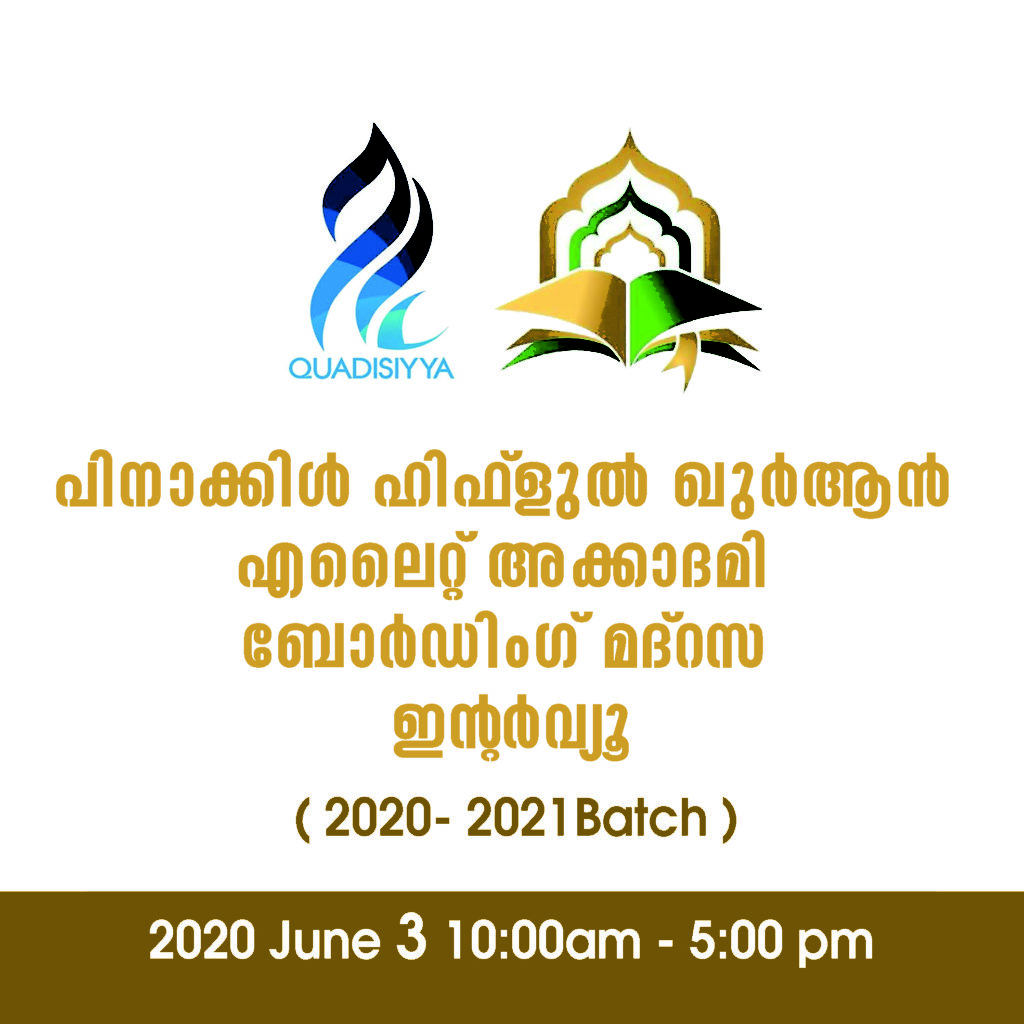 QUADISIYYA
പിനാക്കിൾ ഹിഫ്ളുൽ ഖുർആൻ
എലൈറ്റ് അക്കാദമി
ബോർഡിംഗ് മദ്റസ
ഇന്റർവ്യൂ
( 2020- 2021Batch )
2020 June 3 10:00am - 5:00 pm